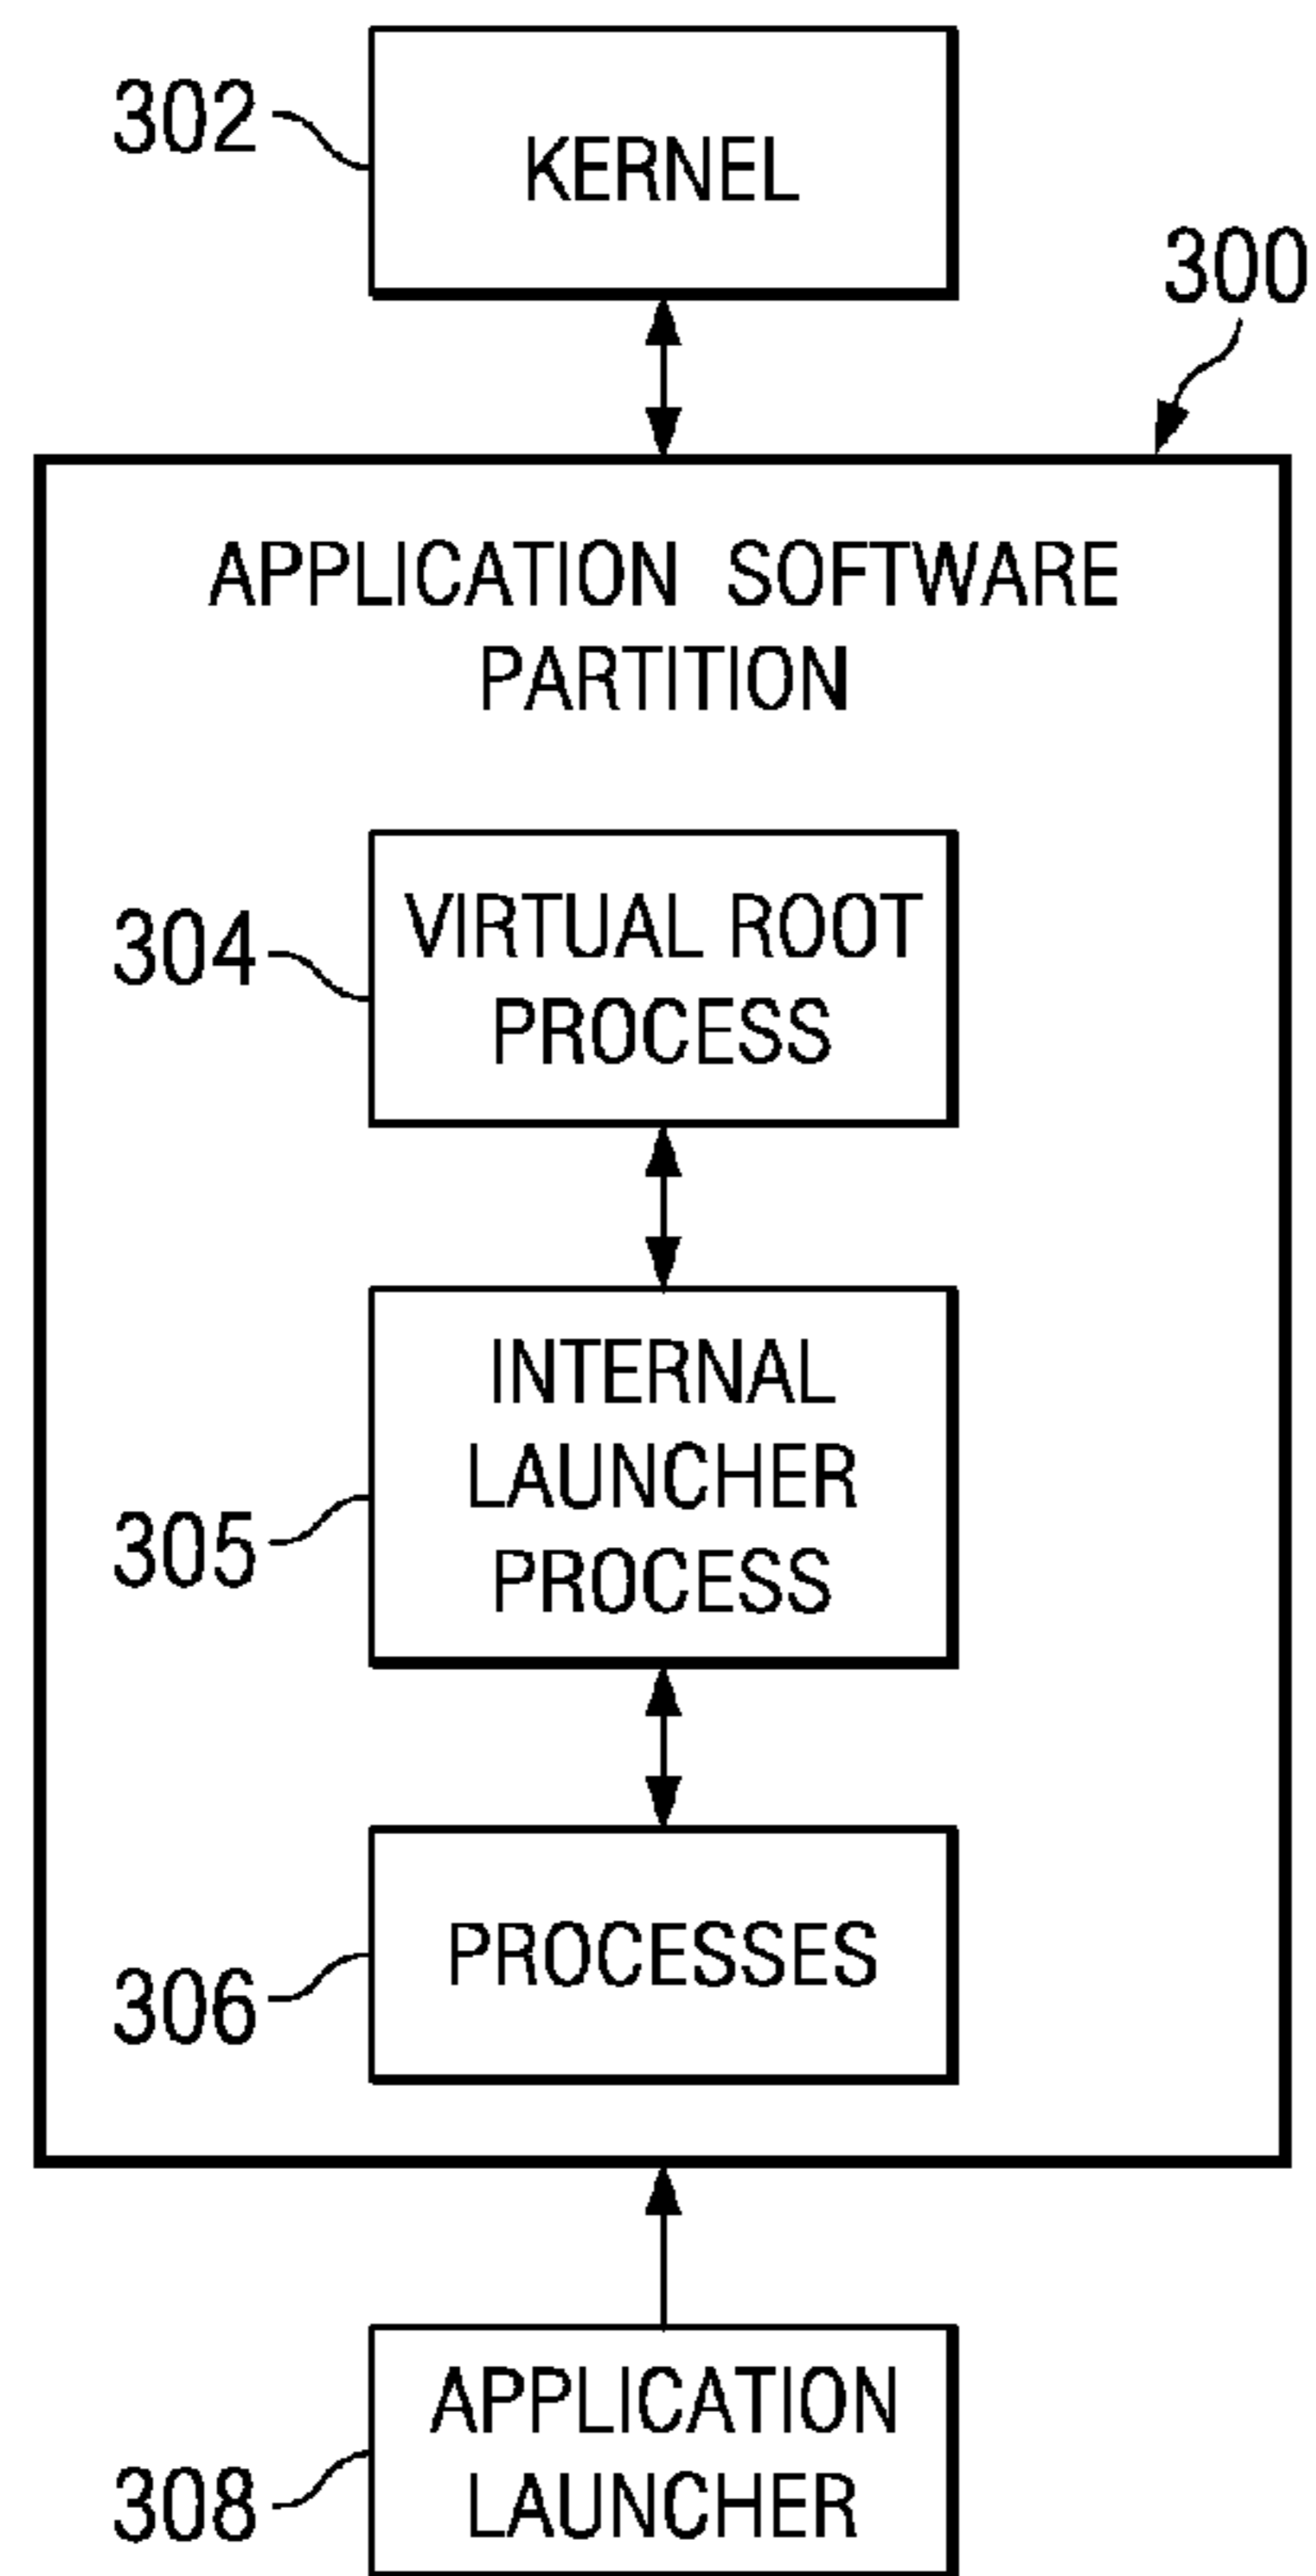 302
KERNEL
300
APPLICATION SOFTWARE
PARTITION
304
VIRTUAL ROOT
PROCESS
305
INTERNAL
LAUNCHER
PROCESS
306
PROCESSES
308
APPLICATION
LAUNCHER